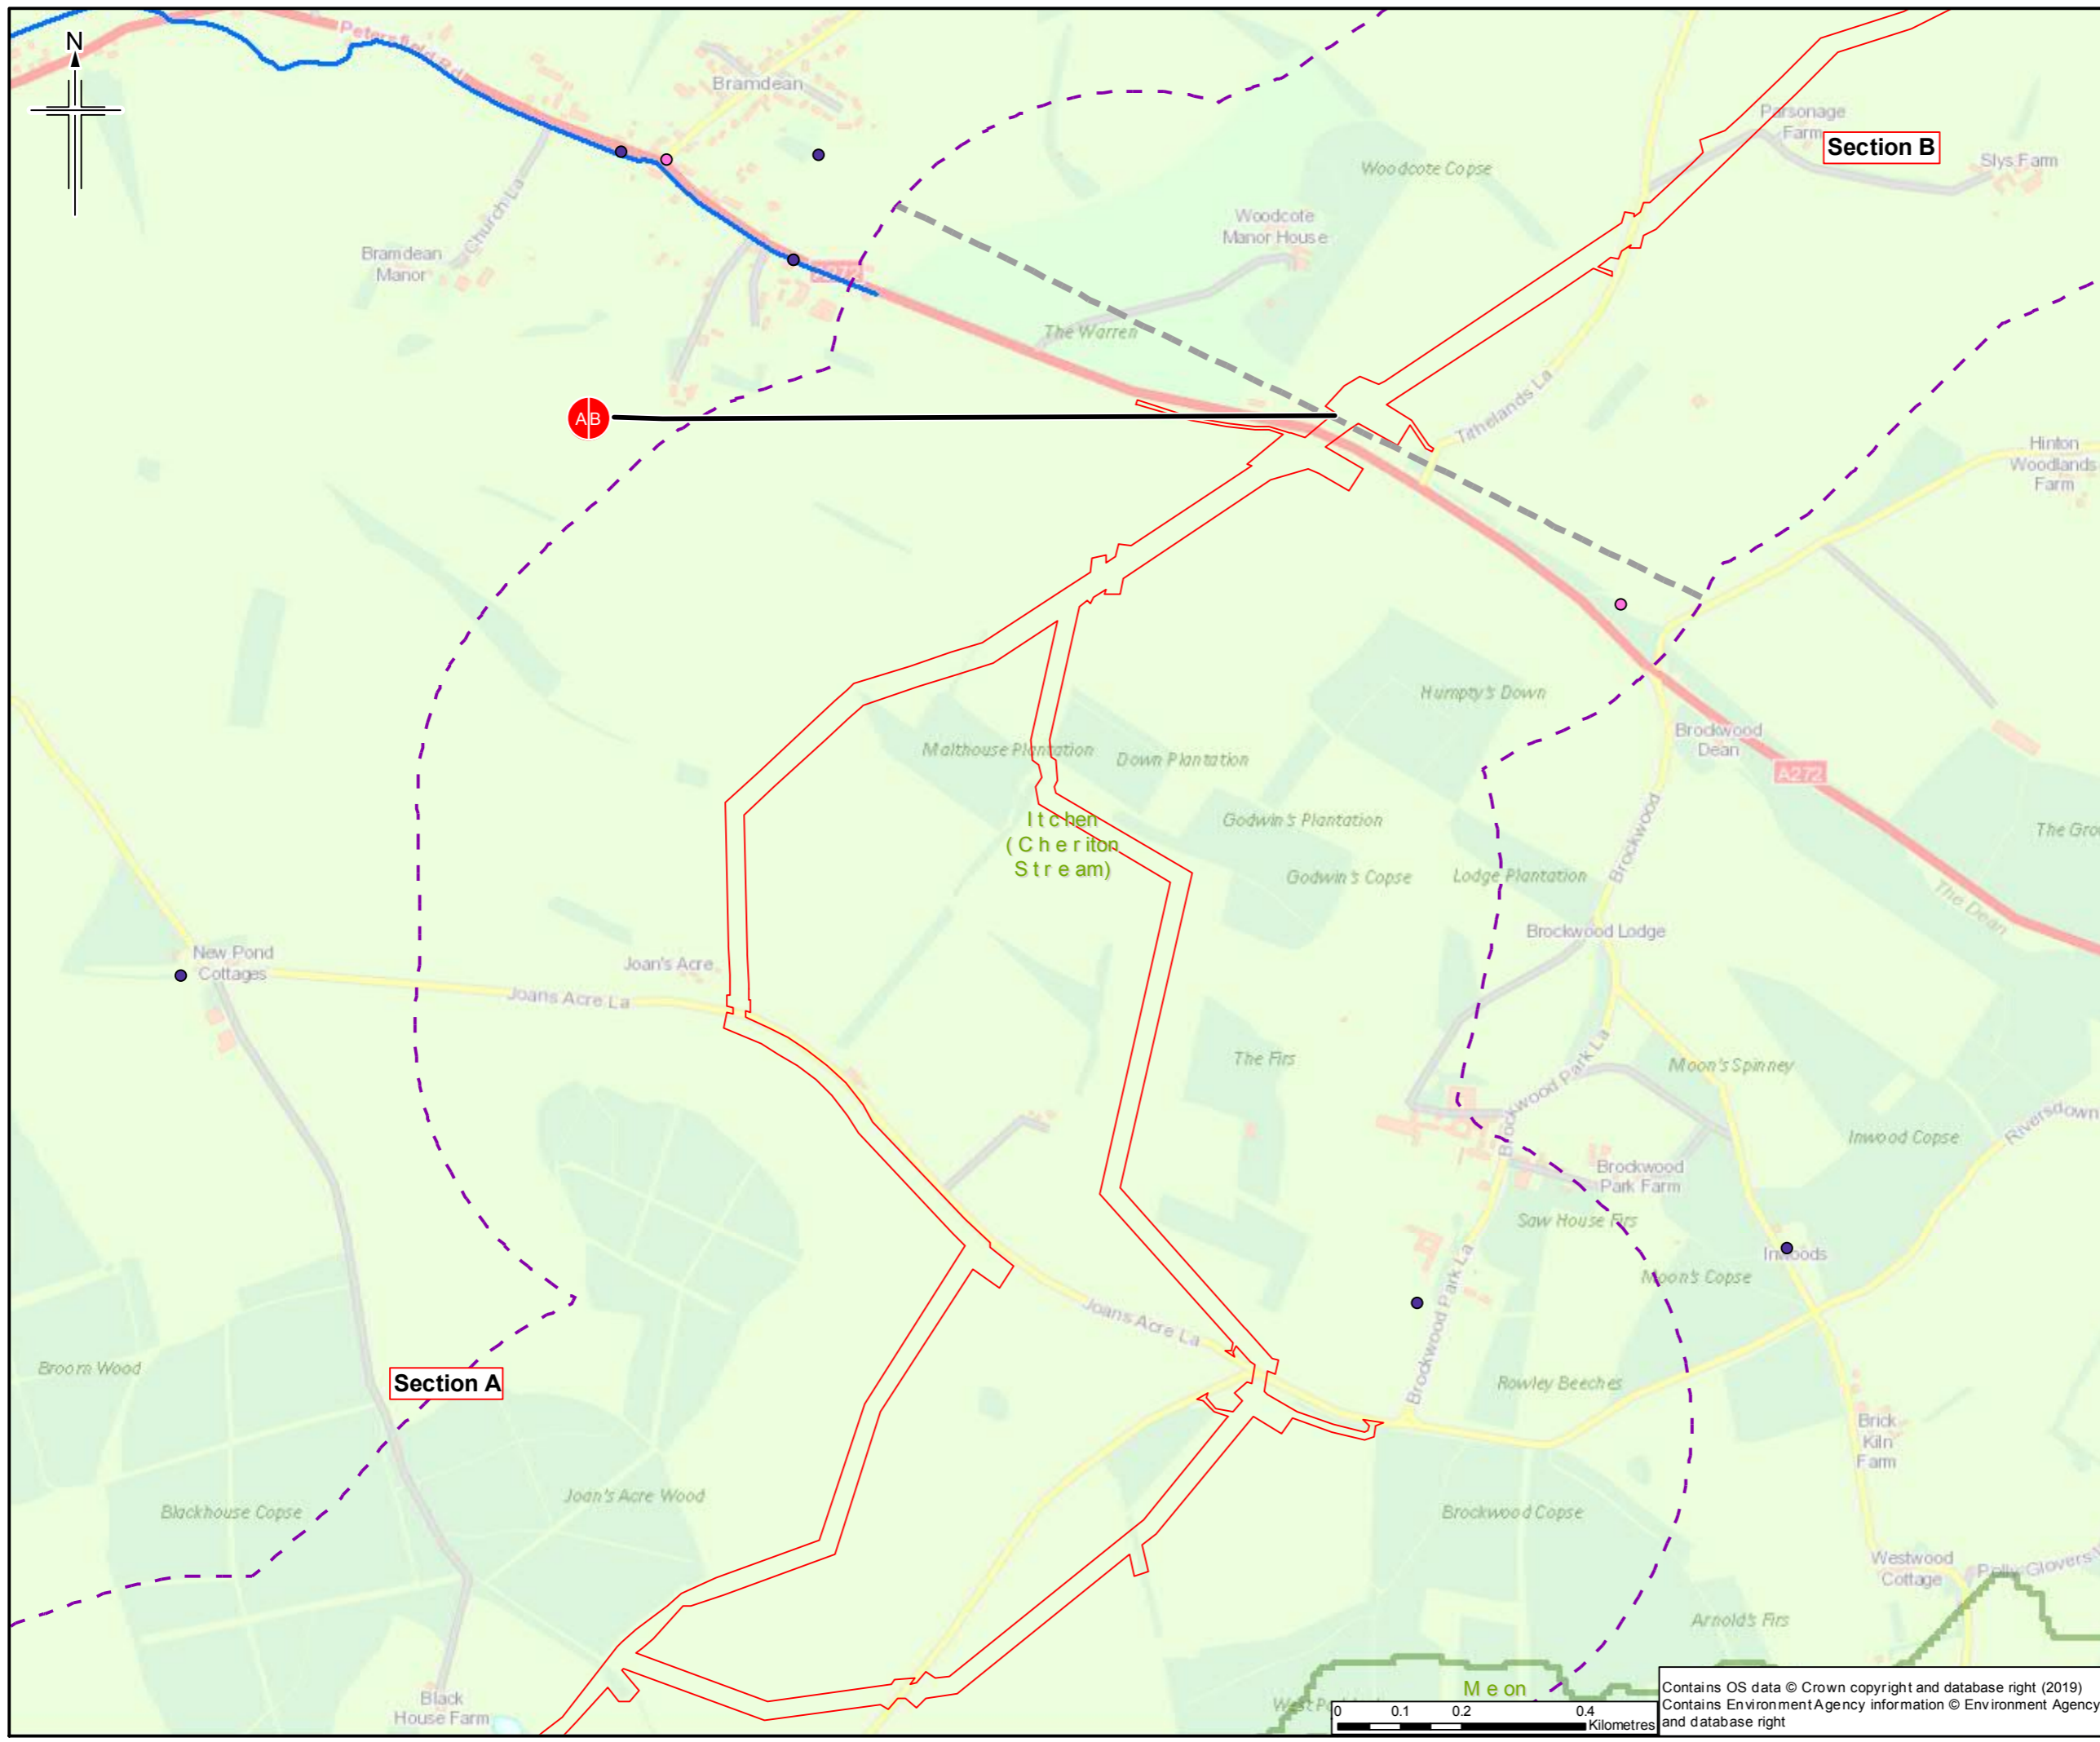 N
Petersfield Rd
Bramdean
Parsonage
Farm
Section B
Slys Farm
Woodcote Copse
Church La
Woodcote
Manor House
Bramdean
Manor
A272
The Warren
A B
Tithelands La
Hinton
Woodlands
Farm
Humpty's Down
Malthouse Plantation
Down Plantation
Brockwood
Dean
A272
Itchen
(Cheriton
Stream)
Godwin's Plantation
Brockwood
Godwin's Copse
Lodge Plantation
The Dean
Brockwood Lodge
New Pond
Cottages
Joan's Acre
Joans Acre La
The Firs
Brockwood Park La
Moon's Spinney
Riversdown
Inwood Copse
Brockwood
Park Farm
Saw House Firs
Inwoods
Moon's Copse
Brockwood Park La
Joans Acre La
Broom Wood
Section A
Rowley Beeches
Brick
Kiln
Farm
Joan's Acre Wood
Blackhouse Copse
Brockwood Copse
Westwood
Cottage
Arnold's Firs
Black
House Farm
Meon
0 0.1 0.2 0.4
Kilometres
Contains OS data © Crown copyright and database right (2019)
Contains Environment Agency information © Environment Agency
and database right